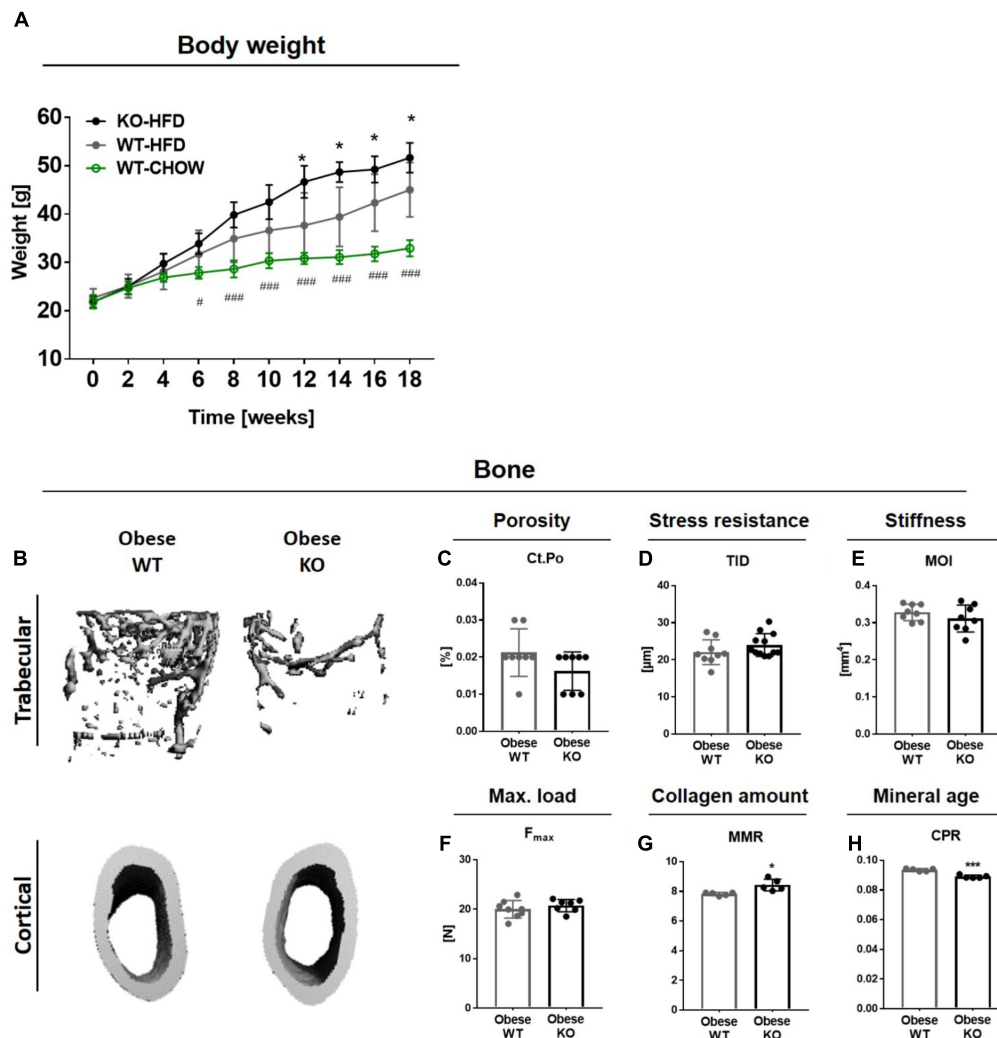 A
Body weight
60
50
40
30
20
10
Weight [g]
KO-HFD
WT-HFD
WT-CHOW
* * * *
# ### ### ### ### ### ###
0 2 4 6 8 10 12 14 16 18
Time [weeks]
Bone
B
Obese WT
Obese KO
Trabecular
Cortical
Porosity
C
Ct.Po
0.04
0.03
0.02
0.01
0.00
[%]
Obese WT
Obese KO
Stress resistance
D
TID
40
30
20
10
0
[µm]
Obese WT
Obese KO
Stiffness
E
MOI
0.4
0.3
0.2
0.1
0.0
[mm⁴]
Obese WT
Obese KO
Max. load
F
Fmax
30
20
10
0
[N]
Obese WT
Obese KO
Collagen amount
G
MMR
10
8
6
4
2
0
*
Obese WT
Obese KO
Mineral age
H
CPR
0.10
0.08
0.06
0.04
0.02
0.00
***
Obese WT
Obese KO